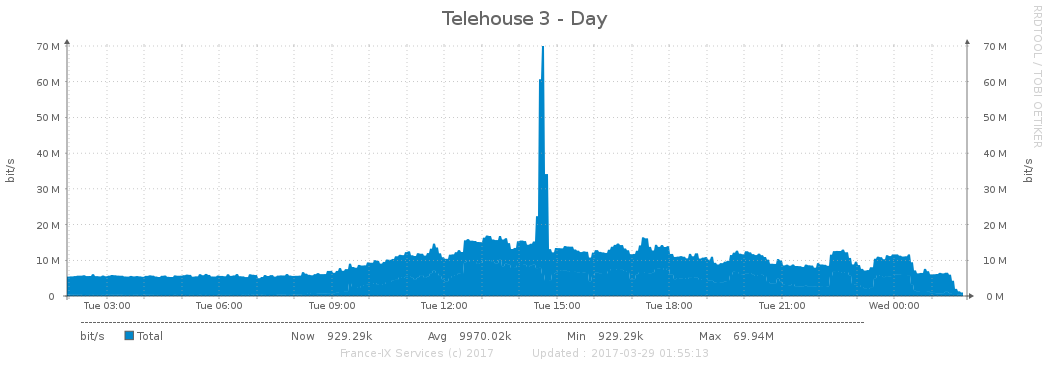 Telehouse 3 - Day
RRDTOOL / TOBI OETIKER
bit/s
70 M 70 M
60 M 60 M
50 M 50 M
40 M 40 M
30 M 30 M
20 M 20 M
10 M 10 M
0 0 M
bit/s
Tue 03:00 Tue 06:00 Tue 09:00 Tue 12:00 Tue 15:00 Tue 18:00 Tue 21:00 Wed 00:00
bit/s Total Now 929.29k Avg 9970.02k Min 929.29k Max 69.94M
France-IX Services (c) 2017 Updated : 2017-03-29 01:55:13